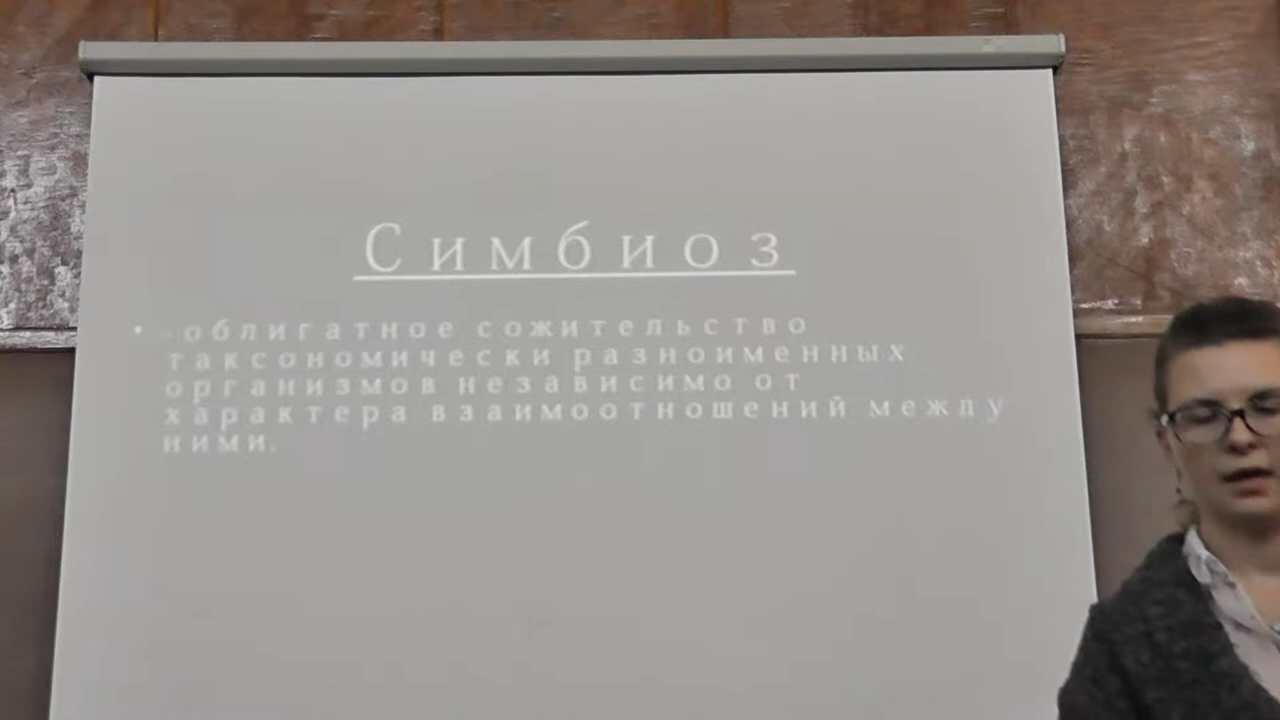 Симбиоз
• - облигатное сожительство
таксономически разноименных
организмов независимо от
характера взаимоотношений между
ними.